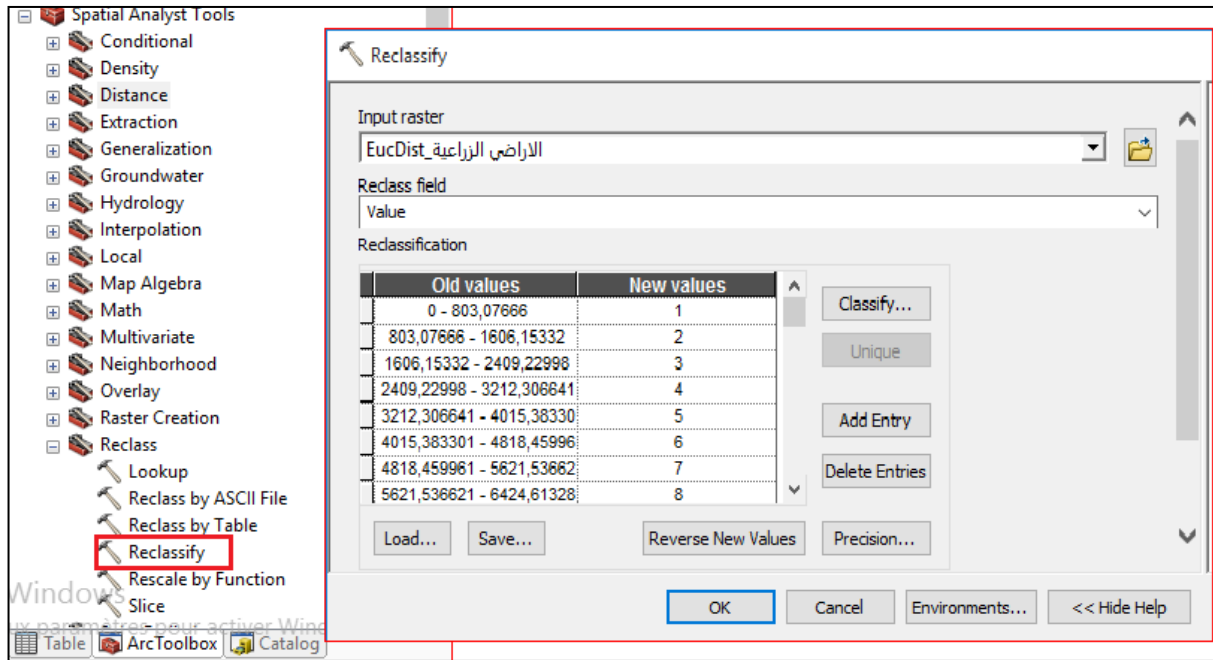 Spatial Analyst Tools
Conditional
Density
Distance
Extraction
Generalization
Groundwater
Hydrology
Interpolation
Local
Map Algebra
Math
Multivariate
Neighborhood
Overlay
Raster Creation
Reclass
Lookup
Reclass by ASCII File
Reclass by Table
Reclassify
Rescale by Function
Slice
Windows
ux paramètres pour activer Wind
Table ArcToolbox Catalog
Reclassify
Input raster
EucDist_الاراضي الزراعية
Reclass field
Value
Reclassification
Old values New values
0 - 803,07666 1
803,07666 - 1606,15332 2
1606,15332 - 2409,22998 3
2409,22998 - 3212,306641 4
3212,306641 - 4015,38330 5
4015,383301 - 4818,45996 6
4818,459961 - 5621,53662 7
5621,536621 - 6424,61328 8
Classify...
Unique
Add Entry
Delete Entries
Load... Save... Reverse New Values Precision...
OK Cancel Environments... << Hide Help